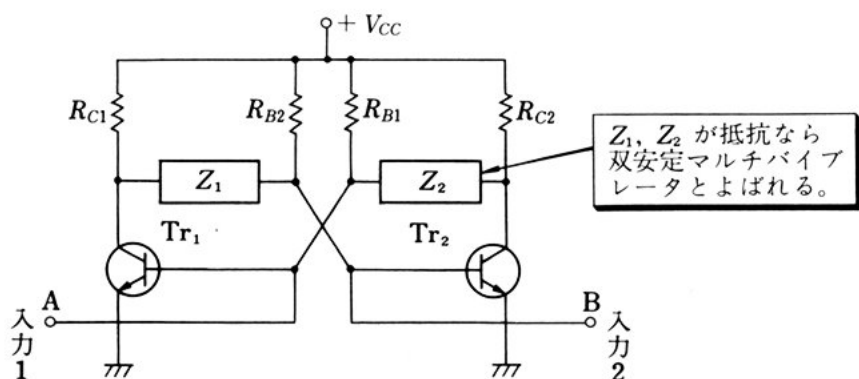 + VCC
RC1
RB2
RB1
RC2
Z1
Z2
Z1, Z2 が抵抗なら
双安定マルチバイブ
レータとよばれる。
Tr1
Tr2
A
B
入力1
入力2